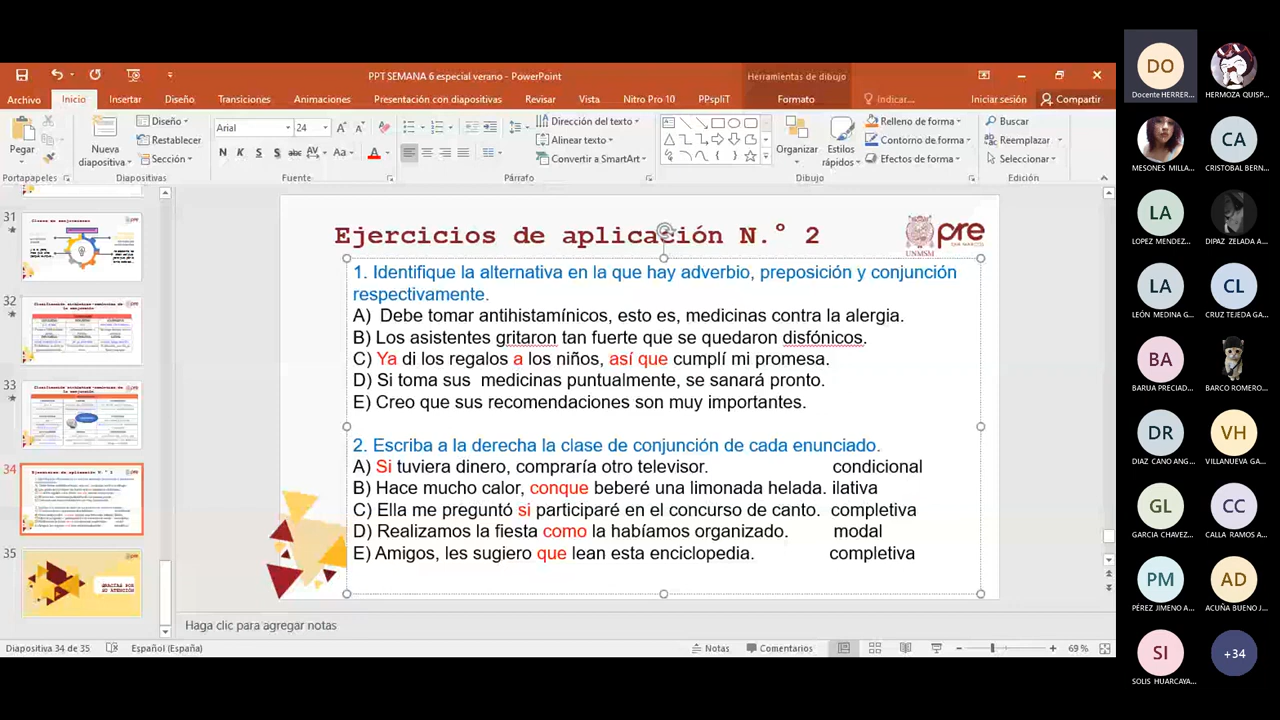 PPT SEMANA 6 especial verano - PowerPoint
Herramientas de dibujo
Archivo Inicio Insertar Diseño Transiciones Animaciones Presentación con diapositivas Revisar Vista Nitro Pro 10 PPspliT Formato Indicar... Iniciar sesión Compartir
Pegar
Nueva diapositiva
Diseño
Restablecer
Sección
Arial 24
N K S abc AV Aa A
Dirección del texto
Alinear texto
Convertir a SmartArt
Organizar
Estilos rápidos
Relleno de forma
Contorno de forma
Efectos de forma
Buscar
Reemplazar
Seleccionar
Portapapeles Diapositivas Fuente Párrafo Dibujo Edición
31
32
33
34
35
Ejercicios de aplicación N.° 2
UNMSM
pre
1. Identifique la alternativa en la que hay adverbio, preposición y conjunción
respectivamente.
A) Debe tomar antihistamínicos, esto es, medicinas contra la alergia.
B) Los asistentes gritaron tan fuerte que se quedaron disfónicos.
C) Ya di los regalos a los niños, así que cumplí mi promesa.
D) Si toma sus medicinas puntualmente, se sanará pronto.
E) Creo que sus recomendaciones son muy importantes.
2. Escriba a la derecha la clase de conjunción de cada enunciado.
A) Si tuviera dinero, compraría otro televisor. condicional
B) Hace mucho calor, conque beberé una limonada helada. ilativa
C) Ella me preguntó si participaré en el concurso de canto. completiva
D) Realizamos la fiesta como la habíamos organizado. modal
E) Amigos, les sugiero que lean esta enciclopedia. completiva
Haga clic para agregar notas
Diapositiva 34 de 35 Español (España) Notas Comentarios 69 %
DO
Docente HERRER...
HERMOZA QUISP...
MESONES MILLA...
CA
CRISTOBAL BERN...
LA
LOPEZ MENDEZ...
DIPAZ ZELADA A...
LA
LEÓN MEDINA G...
CL
CRUZ TEJEDA GA...
BA
BARUA PRECIAD...
BARCO ROMERO...
DR
DIAZ CANO ANG...
VH
VILLANUEVA GA...
GL
GARCIA CHAVEZ...
CC
CALLA RAMOS A...
PM
PÉREZ JIMENO A...
AD
ACUÑA BUENO J...
SI
SOLIS HUARCAYA...
+34